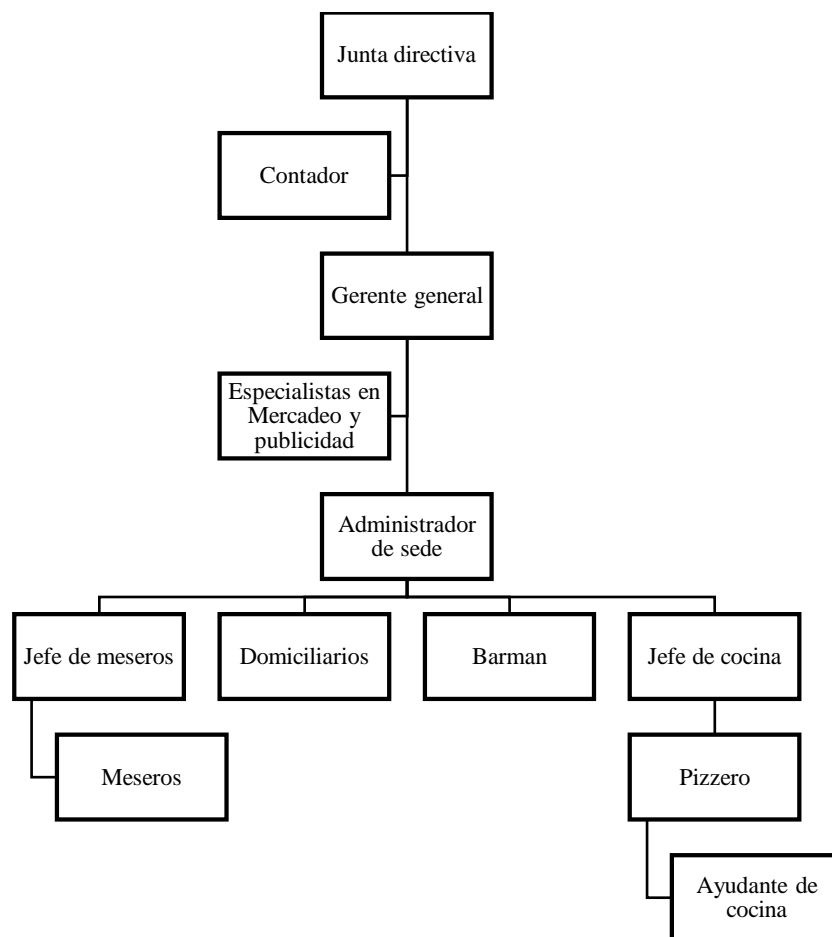 Junta directiva
Contador
Gerente general
Especialistas en
Mercadeo y
publicidad
Administrador
de sede
Jefe de meseros
Domiciliarios
Barman
Jefe de cocina
Meseros
Pizzero
Ayudante de
cocina